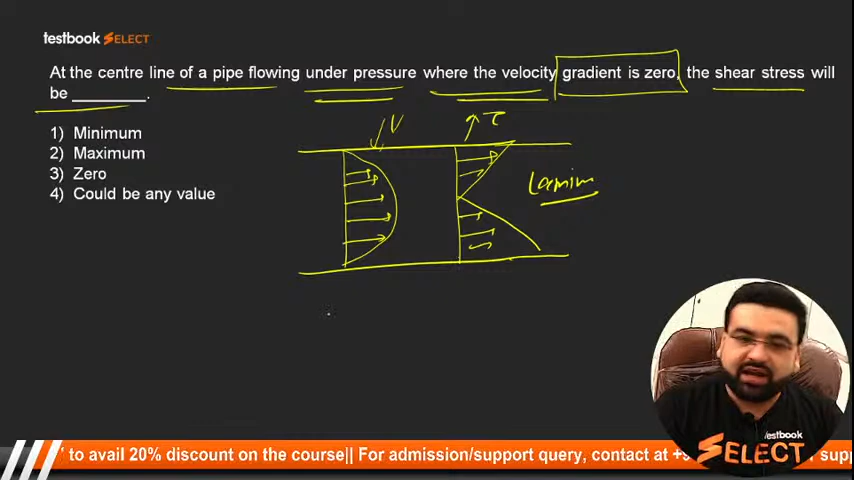 testbook SELECT
At the centre line of a pipe flowing under pressure where the velocity gradient is zero, the shear stress will
be ________.
1) Minimum
2) Maximum
3) Zero
4) Could be any value
V
τ
testbook
SELECT
to avail 20% discount on the course|| For admission/support query, contact at